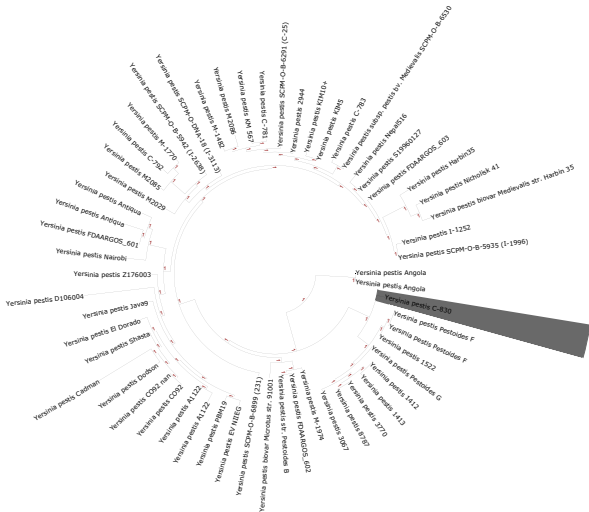 Yersinia pestis SCPM-O-B-6291 (C-25)
Yersinia pestis 2944
Yersinia pestis KIM10+
Yersinia pestis KIM5
Yersinia pestis C-783
Yersinia pestis subsp. pestis bv. Medievalis SCPM-O-B-6530
Yersinia pestis Nepal516
Yersinia pestis S19960127
Yersinia pestis FDAARGOS_603
Yersinia pestis Harbin35
Yersinia pestis Nicholisk 41
Yersinia pestis biovar Medievalis str. Harbin 35
Yersinia pestis I-1252
Yersinia pestis SCPM-O-B-5935 (I-1996)
Yersinia pestis Angola
Yersinia pestis Angola
Yersinia pestis C-830
Yersinia pestis Pestoides F
Yersinia pestis Pestoides F
Yersinia pestis 1522
Yersinia pestis Pestoides G
Yersinia pestis 1412
Yersinia pestis 1413
Yersinia pestis 3770
Yersinia pestis 8787
Yersinia pestis 3067
Yersinia pestis M-1974
Yersinia pestis FDAARGOS_602
Yersinia pestis str. Pestoides B
Yersinia pestis biovar Microtus str. 91001
Yersinia pestis SCPM-O-B-6899 (231)
Yersinia pestis EV NIIEG
Yersinia pestis PBM19
Yersinia pestis A1122
Yersinia pestis A1122
Yersinia pestis CO92
Yersinia pestis CO92 nan
Yersinia pestis Dodson
Yersinia pestis Cadman
Yersinia pestis Shasta
Yersinia pestis El Dorado
Yersinia pestis Java9
Yersinia pestis D106004
Yersinia pestis Z176003
Yersinia pestis Nairobi
Yersinia pestis FDAARGOS_601
Yersinia pestis Antiqua
Yersinia pestis Antiqua
Yersinia pestis M2029
Yersinia pestis M2085
Yersinia pestis C-792
Yersinia pestis M-1770
Yersinia pestis SCPM-O-B-5942 (I-2638)
Yersinia pestis SCPM-O-DNA-18 (I-3113)
Yersinia pestis M-1482
Yersinia pestis M2086
Yersinia pestis KM 567
Yersinia pestis C-781